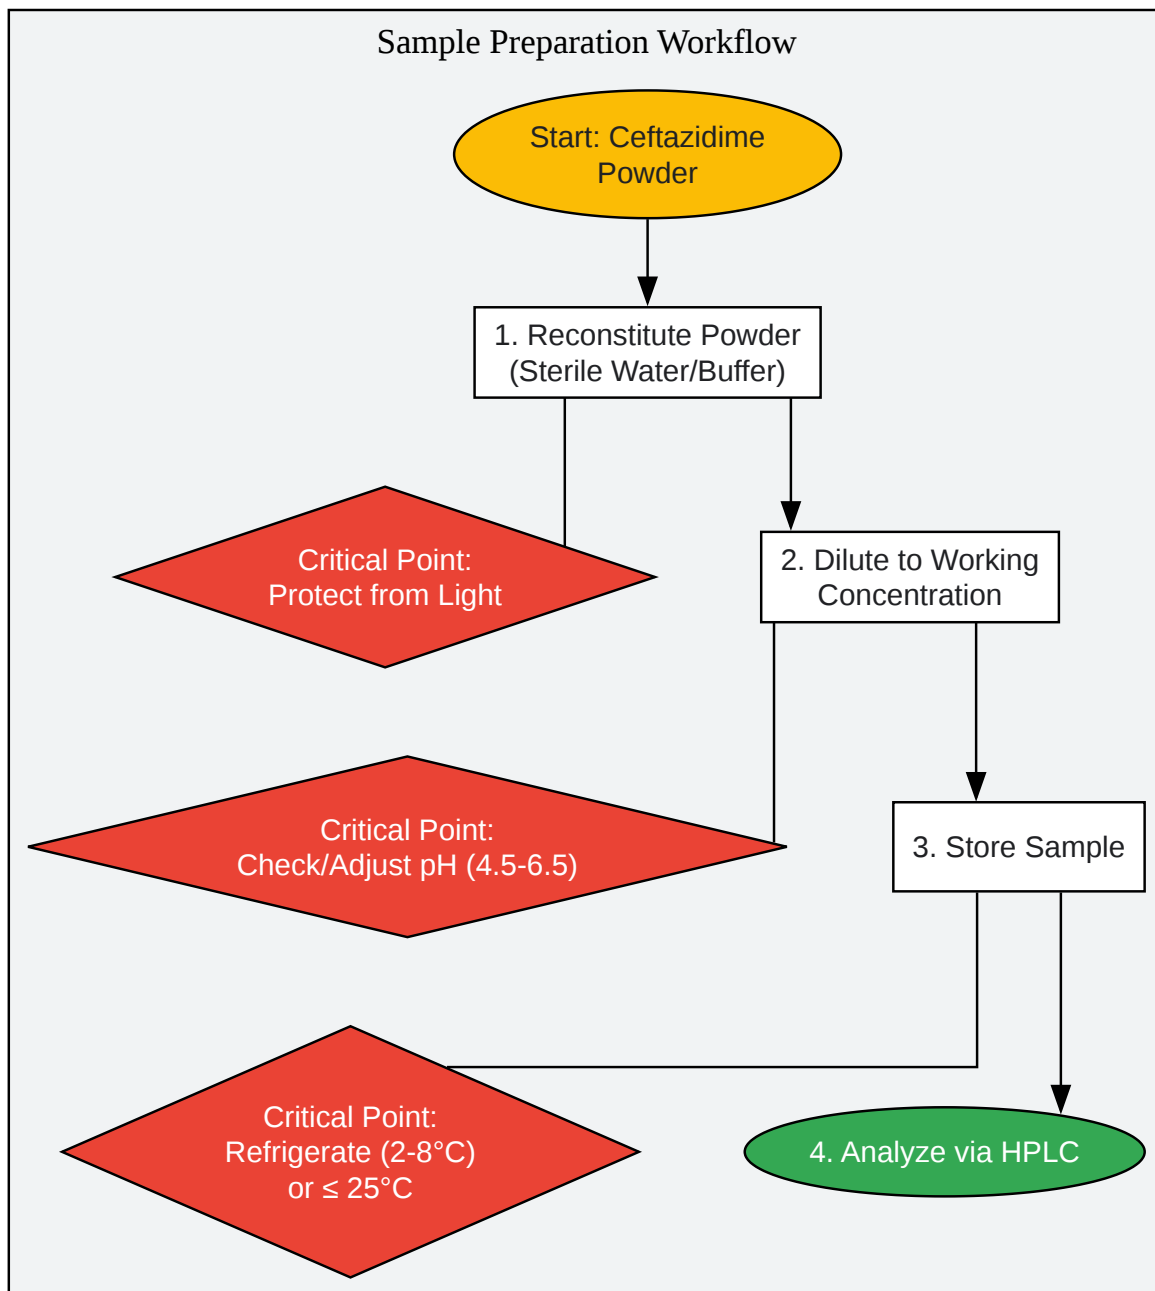 Sample Preparation Workflow
Start: Ceftazidime
Powder
1. Reconstitute Powder
(Sterile Water/Buffer)
Critical Point:
Protect from Light
2. Dilute to Working
Concentration
Critical Point:
Check/Adjust pH (4.5-6.5)
3. Store Sample
Critical Point:
Refrigerate (2-8°C)
or ≤ 25°C
4. Analyze via HPLC